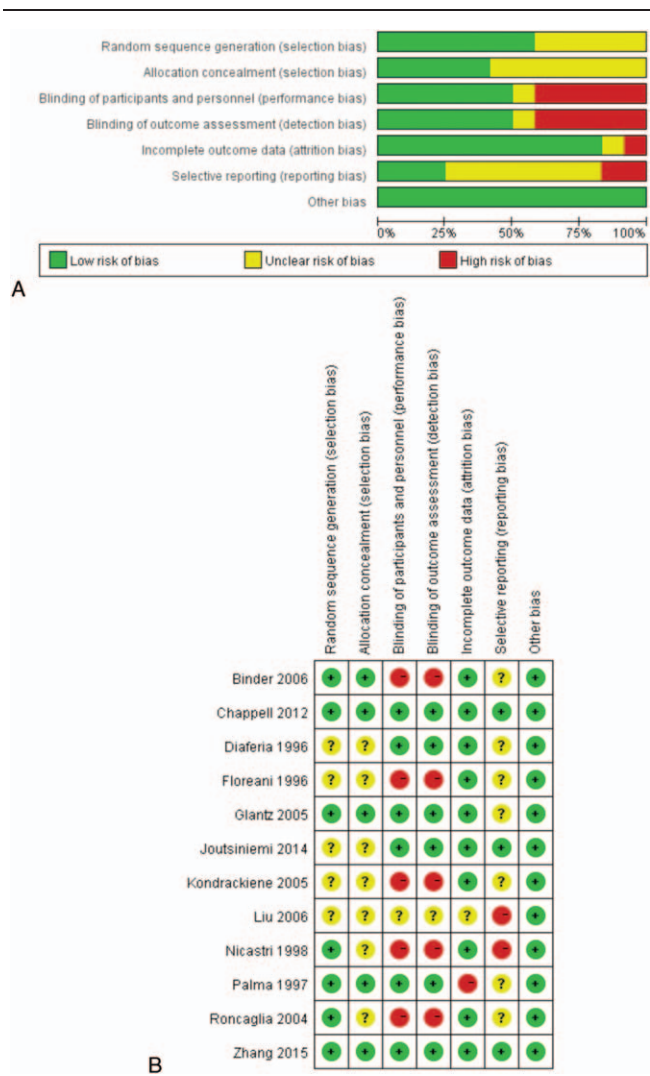 Random sequence generation (selection bias)
Allocation concealment (selection bias)
Blinding of participants and personnel (performance bias)
Blinding of outcome assessment (detection bias)
Incomplete outcome data (attrition bias)
Selective reporting (reporting bias)
Other bias
0% 25% 50% 75% 100%
Low risk of bias Unclear risk of bias High risk of bias
A
Random sequence generation (selection bias)
Allocation concealment (selection bias)
Blinding of participants and personnel (performance bias)
Blinding of outcome assessment (detection bias)
Incomplete outcome data (attrition bias)
Selective reporting (reporting bias)
Other bias
Binder 2006 + + - - + ? +
Chappell 2012 + + + + + + +
Diaferia 1996 ? ? + + + ? +
Floreani 1996 ? ? - - + ? +
Glantz 2005 + + + + + ? +
Joutsiniemi 2014 ? ? + + + + +
Kondrackiene 2005 ? ? - - + ? +
Liu 2006 ? ? ? ? ? - +
Nicastri 1998 + ? - - + - +
Palma 1997 + + + + - ? +
Roncaglia 2004 + ? - - + ? +
Zhang 2015 + + + + + + +
B